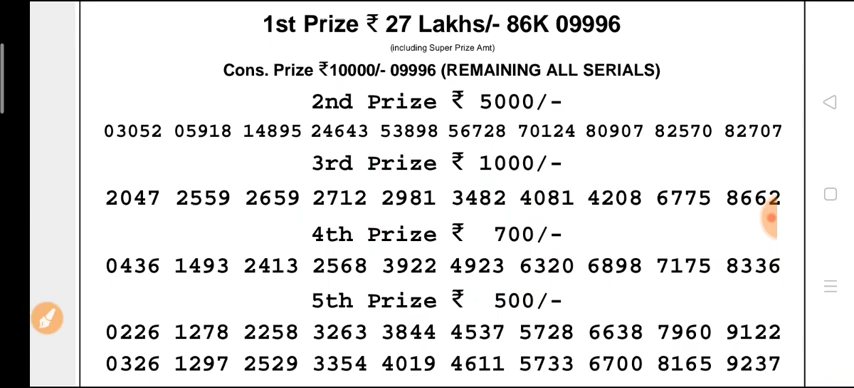 1st Prize ₹ 27 Lakhs/- 86K 09996
(including Super Prize Amt)
Cons. Prize ₹10000/- 09996 (REMAINING ALL SERIALS)
2nd Prize ₹ 5000/-
03052 05918 14895 24643 53898 56728 70124 80907 82570 82707
3rd Prize ₹ 1000/-
2047 2559 2659 2712 2981 3482 4081 4208 6775 8662
4th Prize ₹ 700/-
0436 1493 2413 2568 3922 4923 6320 6898 7175 8336
5th Prize ₹ 500/-
0226 1278 2258 3263 3844 4537 5728 6638 7960 9122
0326 1297 2529 3354 4019 4611 5733 6700 8165 9237